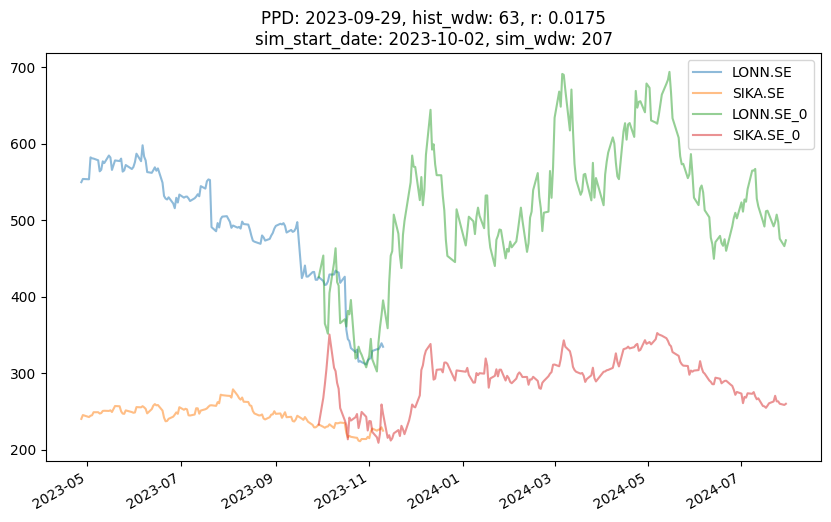 PPD: 2023-09-29, hist_wdw: 63, r: 0.0175
sim_start_date: 2023-10-02, sim_wdw: 207
LONN.SE
SIKA.SE
LONN.SE_0
SIKA.SE_0
700
600
500
400
300
200
2023-05
2023-07
2023-09
2023-11
2024-01
2024-03
2024-05
2024-07